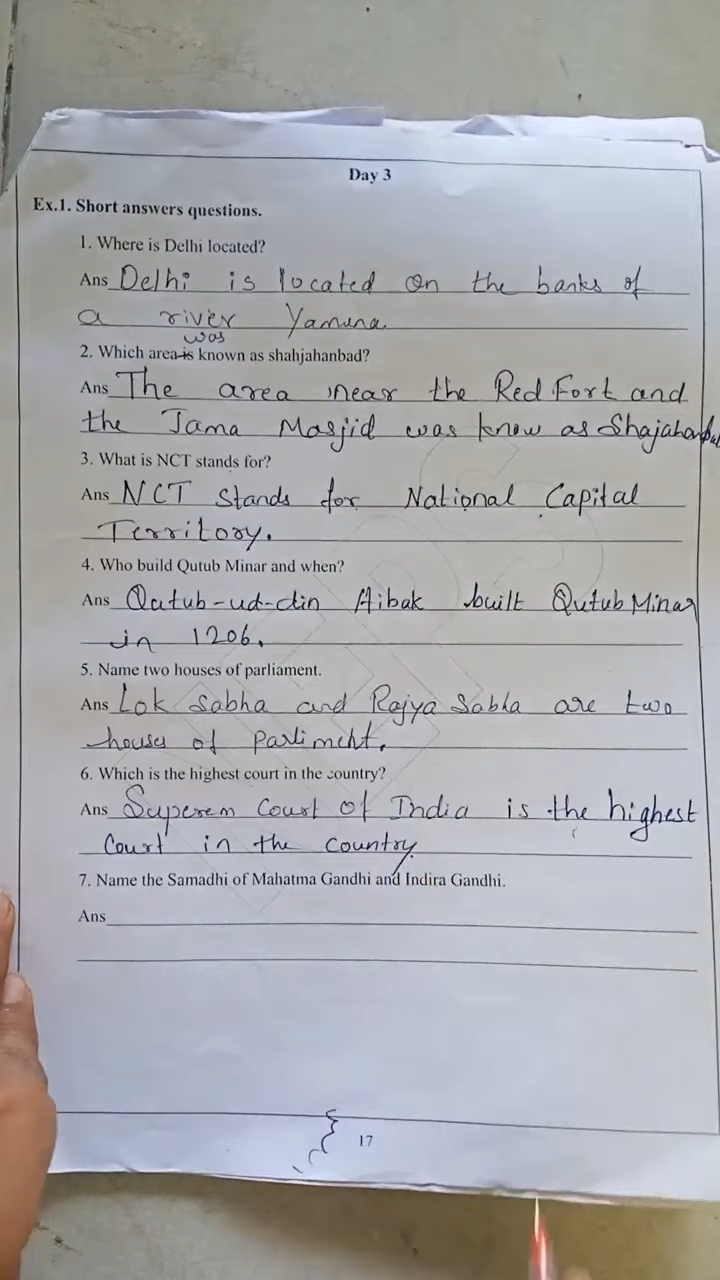 Day 3
Ex.1. Short answers questions.
1. Where is Delhi located?
Ans Delhi is located on the banks of
a river Yamuna
was
2. Which area is known as shahjahanbad?
Ans The area near the Red Fort and
the Jama Masjid was know as Shajahanbad
3. What is NCT stands for?
Ans NCT stands for National Capital
Territory.
4. Who build Qutub Minar and when?
Ans Qutub-ud-din Aibak built Qutub Minar
in 1206.
5. Name two houses of parliament.
Ans Lok Sabha and Rajya Sabha are two
houses of Parliment.
6. Which is the highest court in the country?
Ans Superem Court of India is the highest
Court in the country
7. Name the Samadhi of Mahatma Gandhi and Indira Gandhi.
Ans
17